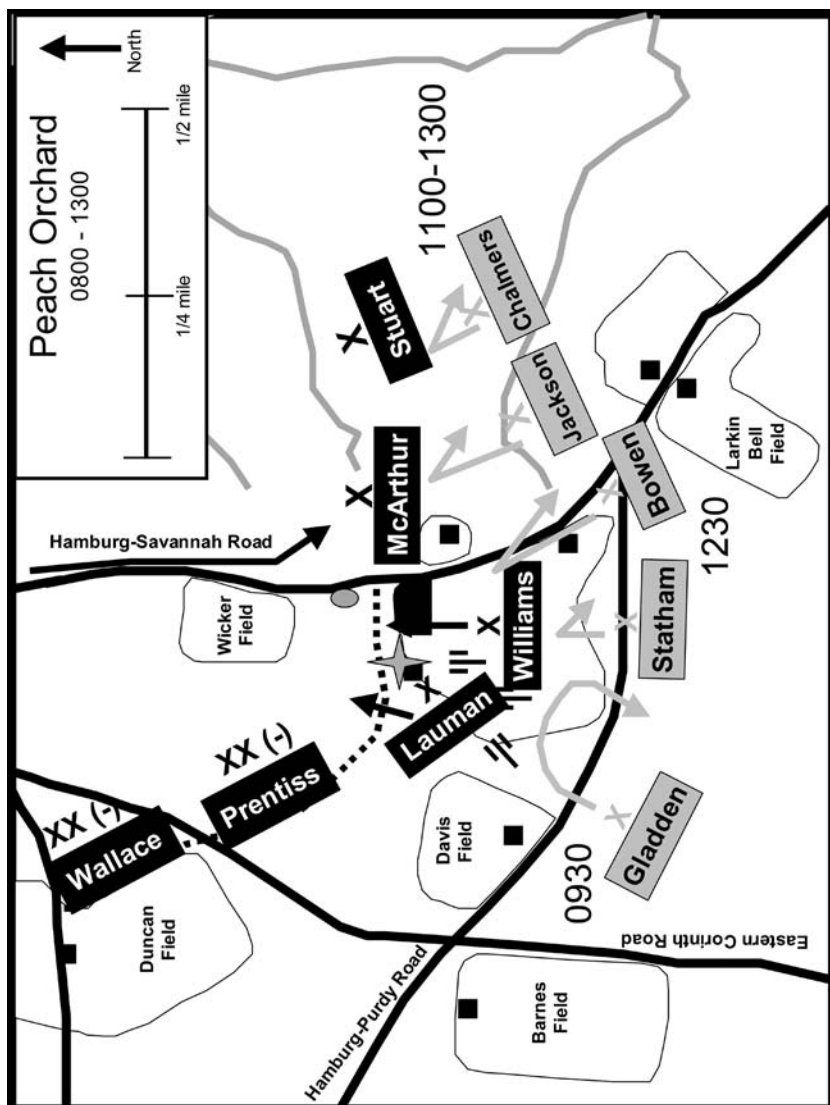 Peach Orchard
0800 - 1300
North
1/4 mile
1/2 mile
Hamburg-Savannah Road
Wicker
Field
Duncan
Field
XX (-)
Wallace
XX (-)
Prentiss
X
McArthur
X
Stuart
1100-1300
X
Lauman
X
Williams
Davis
Field
X
Jackson
X
Chalmers
Hamburg-Purdy Road
0930
X
Gladden
X
Statham
X
Bowen
1230
Larkin
Bell
Field
Barnes
Field
Eastern Corinth Road